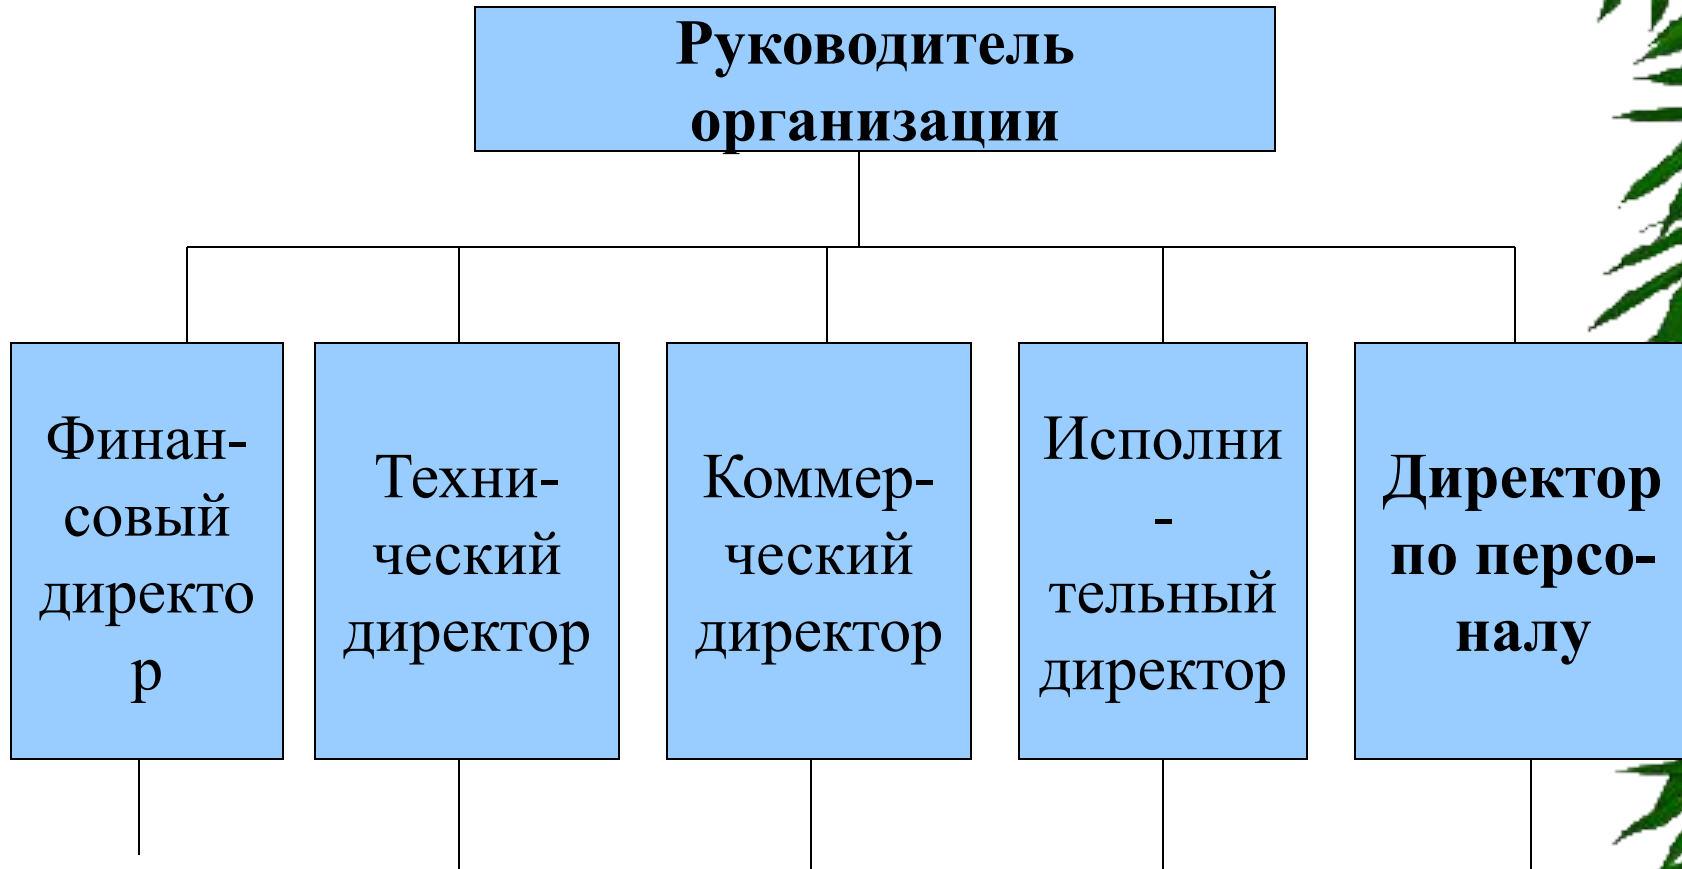 Руководитель
организации
Финан-
совый
директо
р
Техни-
ческий
директор
Коммер-
ческий
директор
Исполни
-
тельный
директор
Директор
по персо-
налу